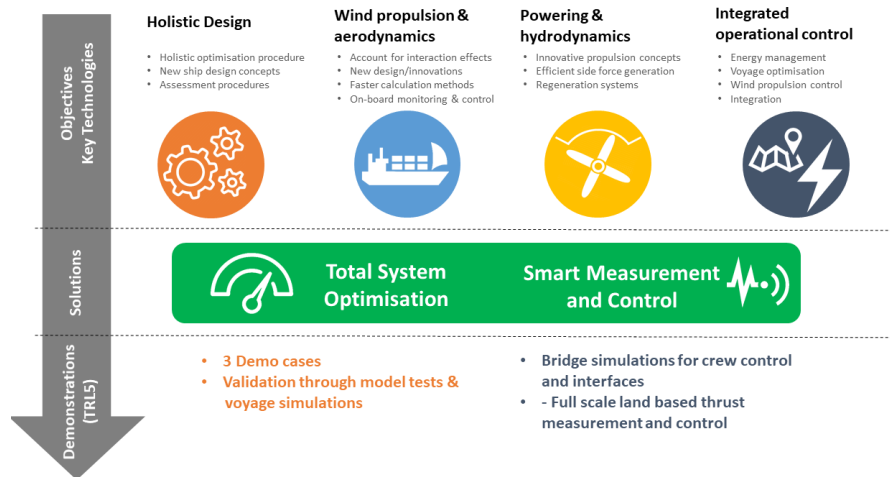 Objectives
Key Technologies
Holistic Design
• Holistic optimisation procedure
• New ship design concepts
• Assessment procedures
Wind propulsion &
aerodynamics
• Account for interaction effects
• New design/innovations
• Faster calculation methods
• On-board monitoring & control
Powering &
hydrodynamics
• Innovative propulsion concepts
• Efficient side force generation
• Regeneration systems
Integrated
operational control
• Energy management
• Voyage optimisation
• Wind propulsion control
• Integration
Solutions
Total System
Optimisation
Smart Measurement
and Control
Demonstrations
(TRL5)
• 3 Demo cases
• Validation through model tests &
voyage simulations
• Bridge simulations for crew control
and interfaces
• - Full scale land based thrust
measurement and control